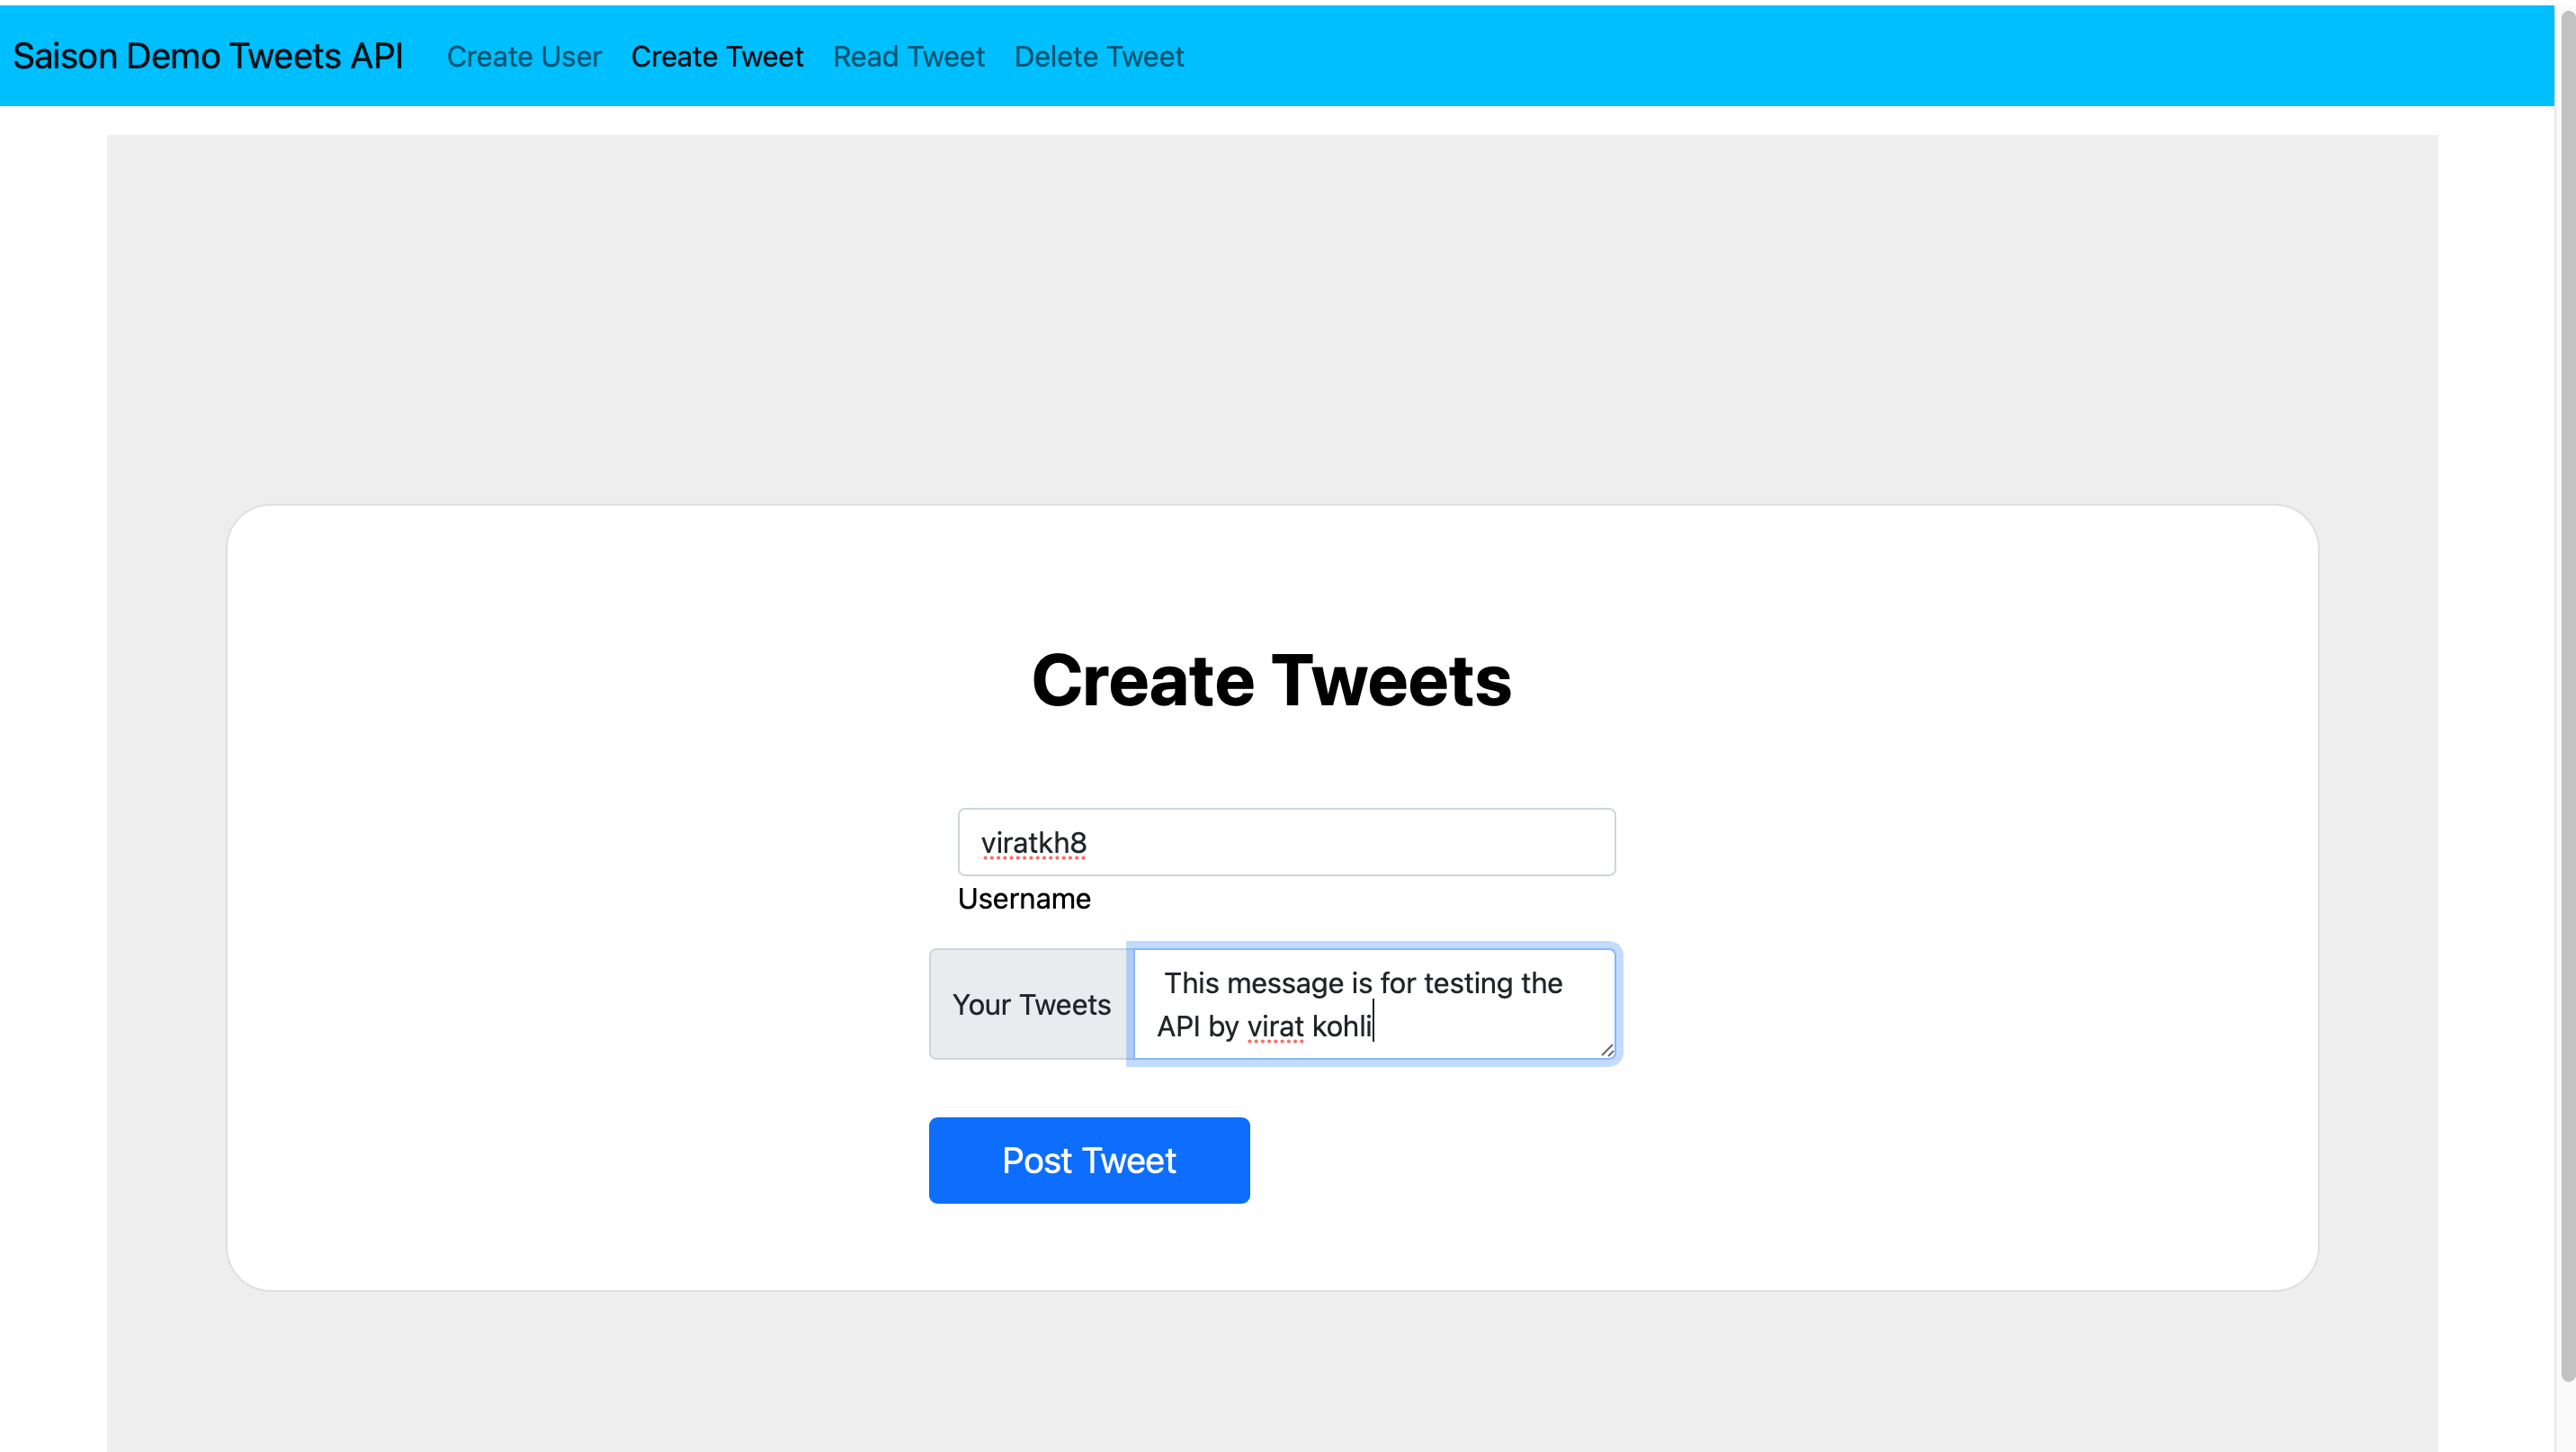 Saison Demo Tweets API Create User Create Tweet Read Tweet Delete Tweet
Create Tweets
viratkh8
Username
Your Tweets
This message is for testing the
API by virat kohli
Post Tweet